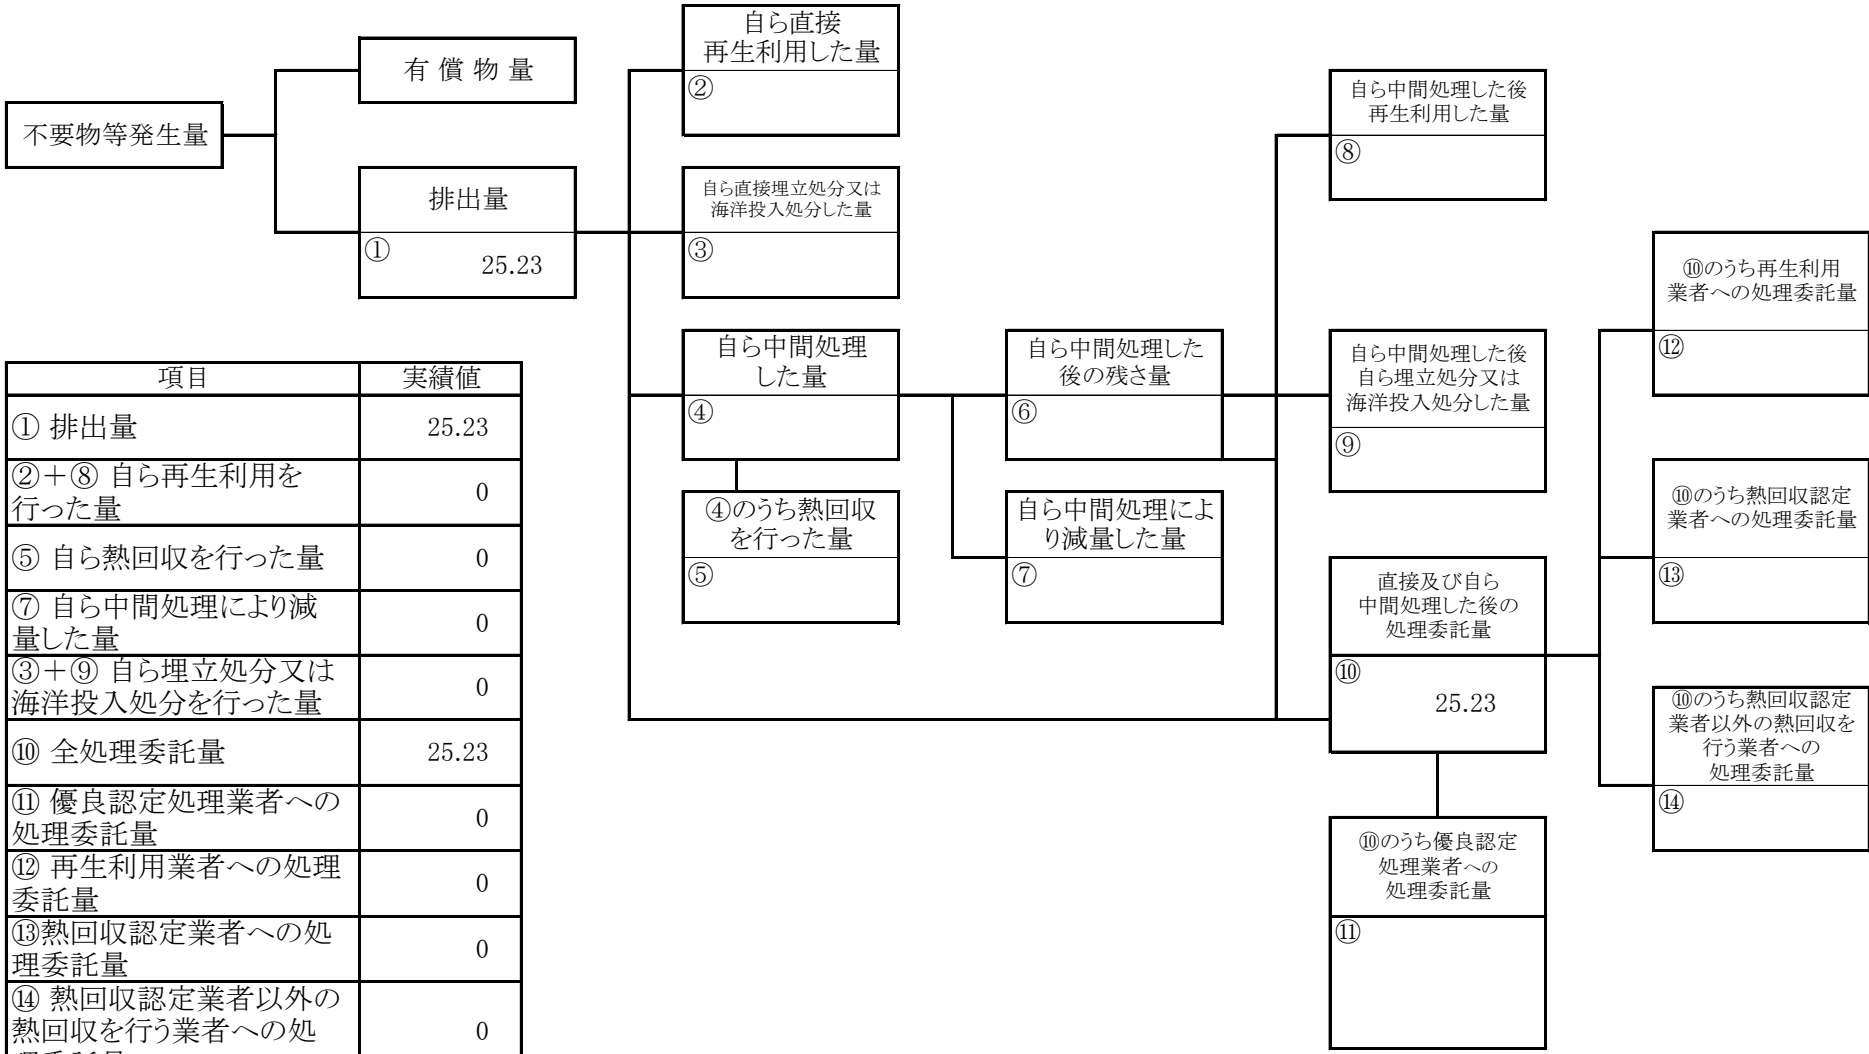 不要物等発生量
有 償 物 量
排出量
①
25.23
自ら直接
再生利用した量
②
自ら直接埋立処分又は
海洋投入処分した量
③
自ら中間処理
した量
④
④のうち熱回収
を行った量
⑤
自ら中間処理した
後の残さ量
⑥
自ら中間処理によ
り減量した量
⑦
自ら中間処理した後
再生利用した量
⑧
自ら中間処理した後
自ら埋立処分又は
海洋投入処分した量
⑨
直接及び自ら
中間処理した後の
処理委託量
⑩
25.23
⑩のうち優良認定
処理業者への
処理委託量
⑪
⑩のうち再生利用
業者への処理委託量
⑫
⑩のうち熱回収認定
業者への処理委託量
⑬
⑩のうち熱回収認定
業者以外の熱回収を
行う業者への
処理委託量
⑭
項目 実績値
① 排出量 25.23
②＋⑧ 自ら再生利用を
行った量 0
⑤ 自ら熱回収を行った量 0
⑦ 自ら中間処理により減
量した量 0
③＋⑨ 自ら埋立処分又は
海洋投入処分を行った量 0
⑩ 全処理委託量 25.23
⑪ 優良認定処理業者への
処理委託量 0
⑫ 再生利用業者への処理
委託量 0
⑬熱回収認定業者への処
理委託量 0
⑭ 熱回収認定業者以外の
熱回収を行う業者への処 0